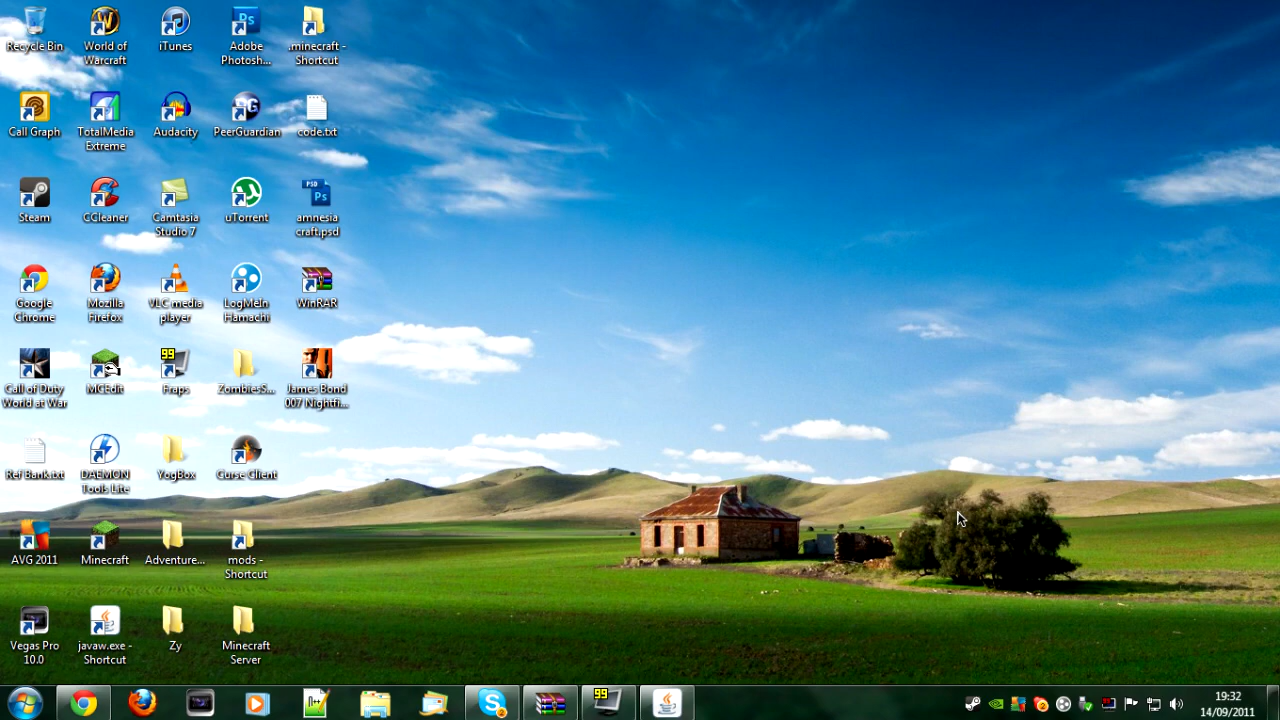 Recycle Bin
World of
Warcraft
iTunes
Adobe
Photosh...
.minecraft -
Shortcut
Call Graph
TotalMedia
Extreme
Audacity
PeerGuardian
code.txt
Steam
CCleaner
Camtasia
Studio 7
uTorrent
amnesia
craft.psd
Google
Chrome
Mozilla
Firefox
VLC media
player
LogMeIn
Hamachi
WinRAR
Call of Duty
World at War
MCEdit
Fraps
ZombiesS...
James Bond
007 Nightfi...
Ref Bank.txt
DAEMON
Tools Lite
YogBox
Curse Client
AVG 2011
Minecraft
Adventure...
mods -
Shortcut
Vegas Pro
10.0
javaw.exe -
Shortcut
Zy
Minecraft
Server
19:32
14/09/2011